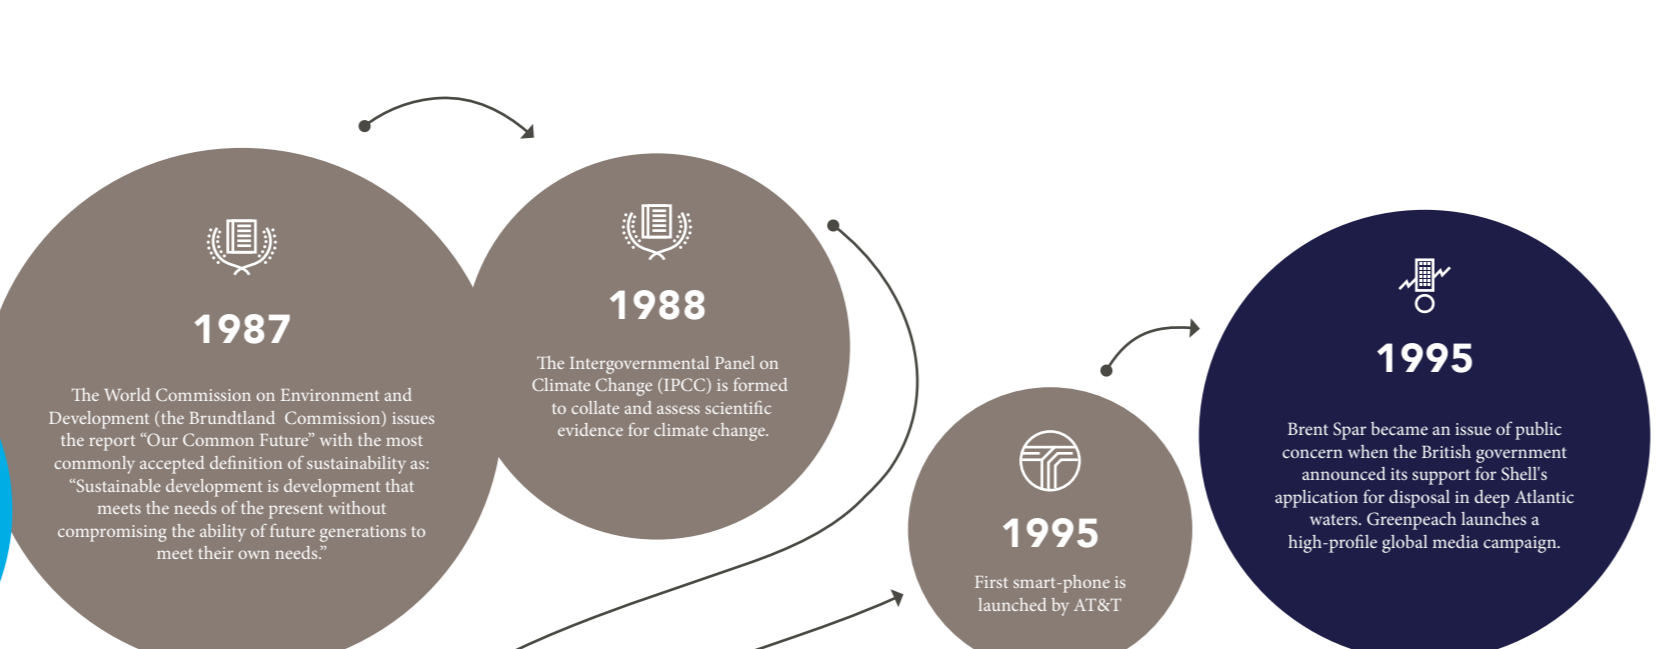 1987
The World Commission on Environment and
Development (the Brundtland  Commission) issues
the report “Our Common Future” with the most
commonly accepted definition of sustainability as:
“Sustainable development is development that
meets the needs of the present without
compromising the ability of future generations to
meet their own needs.”
1988
The Intergovernmental Panel on
Climate Change (IPCC) is formed
to collate and assess scientific
evidence for climate change.
1995
First smart-phone is
launched by AT&T
1995
Brent Spar became an issue of public
concern when the British government
announced its support for Shell's
application for disposal in deep Atlantic
waters. Greenpeach launches a
high-profile global media campaign.